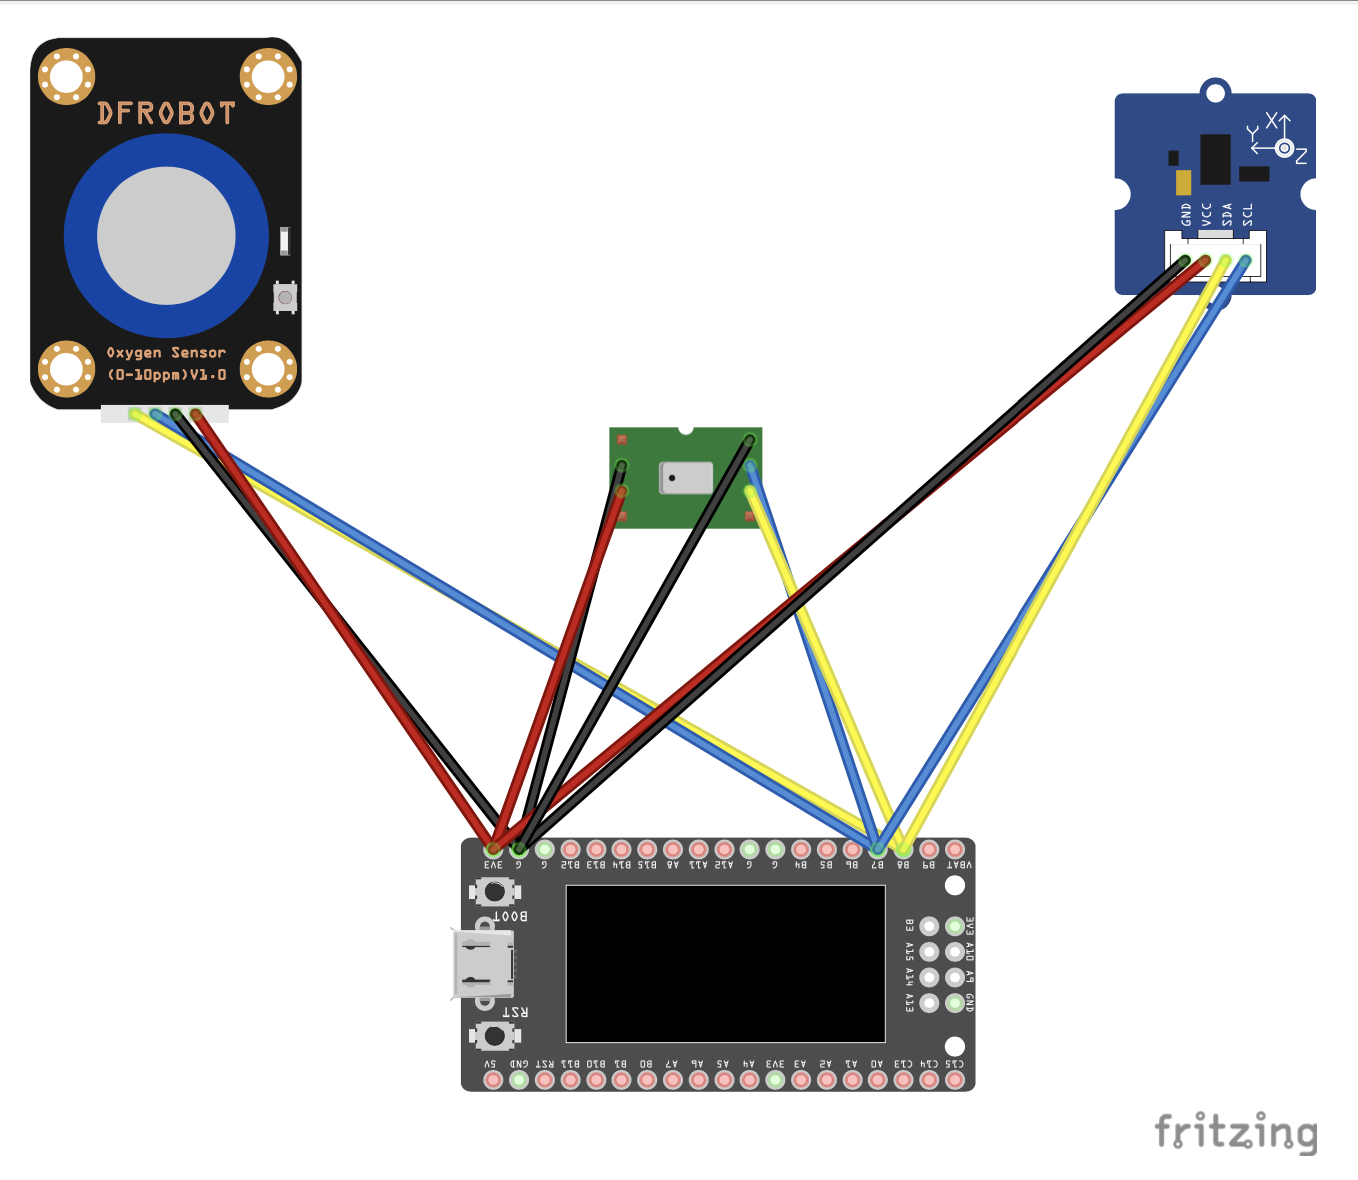 DFROBOT
Oxygen Sensor
(0-10ppm)V1.0
X
Y
Z
GND VCC SDA SCL
3V3 G G B12 B13 B14 B15 A8 A11 A12 G G B4 B5 B6 B7 B8 B9 VBAT
BOOT
B3 3V3
A15 A10
A14 A9
A13 GND
RST
5V GND RST B11 B10 B1 B0 A7 A6 A5 A4 3V3 A3 A2 A1 A0 C13 C14 C15
fritzing